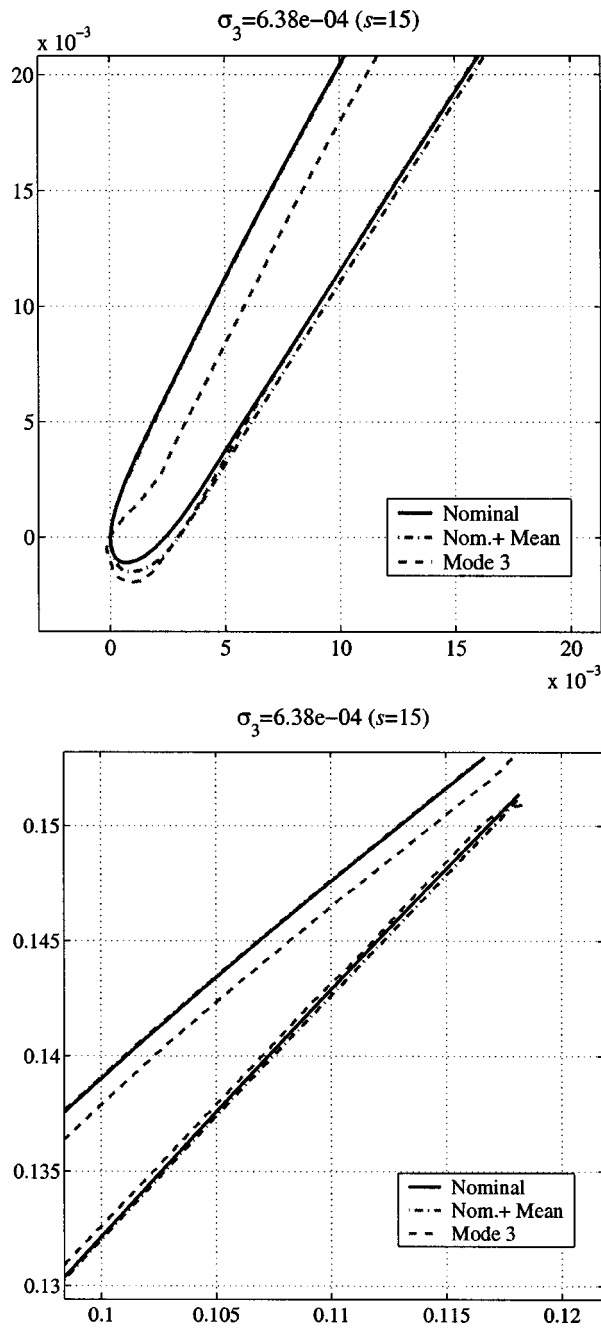 σ₃=6.38e−04 (s=15)
x 10⁻³
20
15
10
5
0
Nominal
Nom.+ Mean
Mode 3
0 5 10 15 20
x 10⁻³
σ₃=6.38e−04 (s=15)
0.15
0.145
0.14
0.135
0.13
Nominal
Nom.+ Mean
Mode 3
0.1 0.105 0.11 0.115 0.12